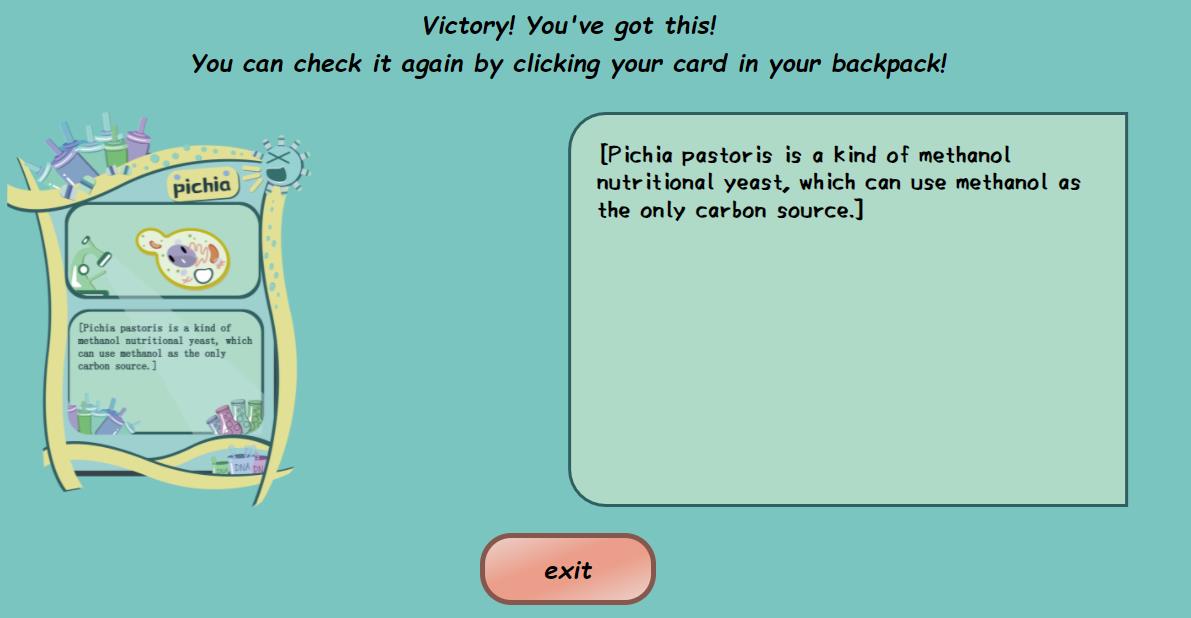 Victory! You've got this!
You can check it again by clicking your card in your backpack!
pichia
[Pichia pastoris is a kind of
methanol nutritional yeast, which
can use methanol as the only
carbon source.]
DNA
[Pichia pastoris is a kind of methanol
nutritional yeast, which can use methanol as
the only carbon source.]
exit